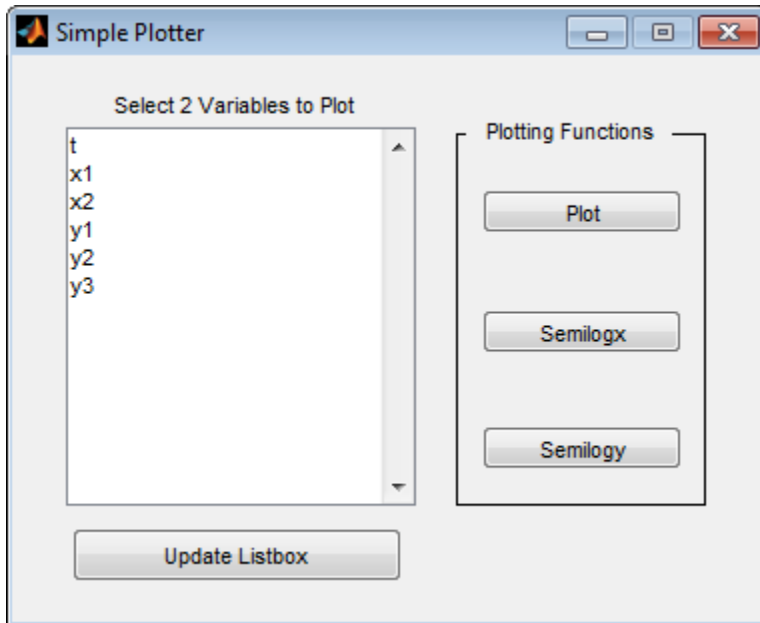 Simple Plotter
Select 2 Variables to Plot
t
x1
x2
y1
y2
y3
Update Listbox
Plotting Functions
Plot
Semilogx
Semilogy